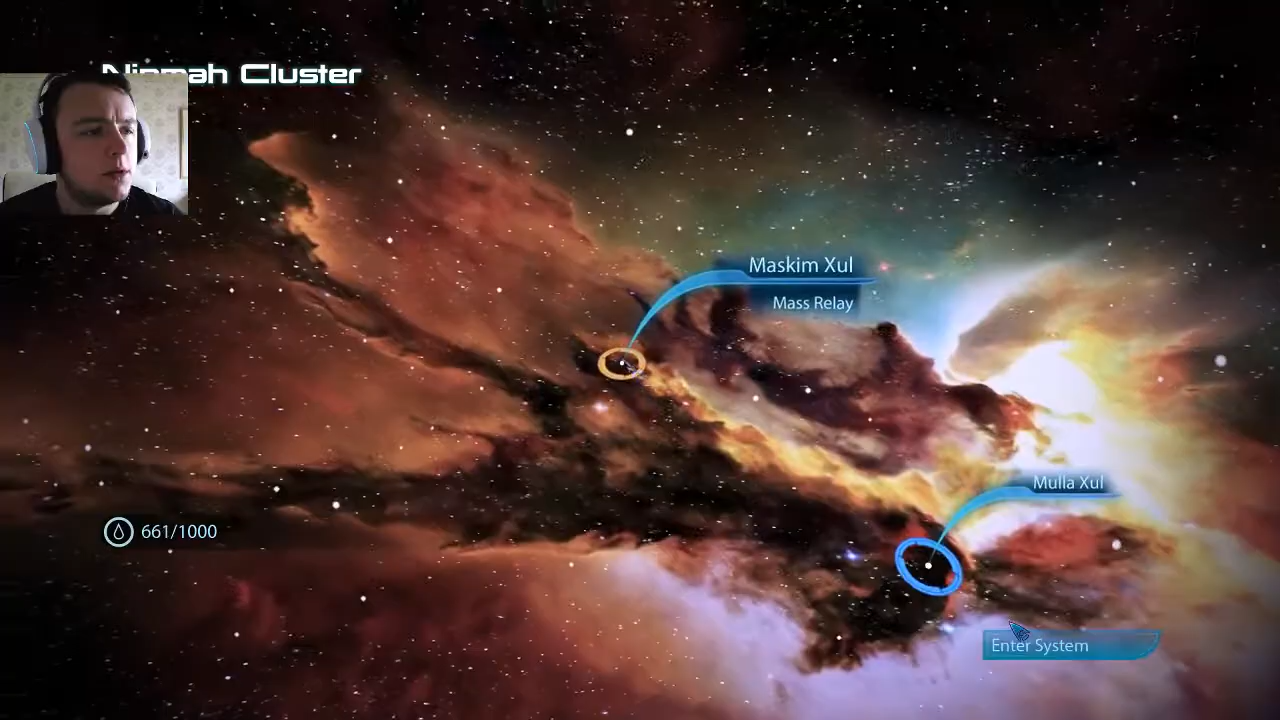 Ninmah Cluster
Maskim Xul
Mass Relay
Mulla Xul
661/1000
Enter System